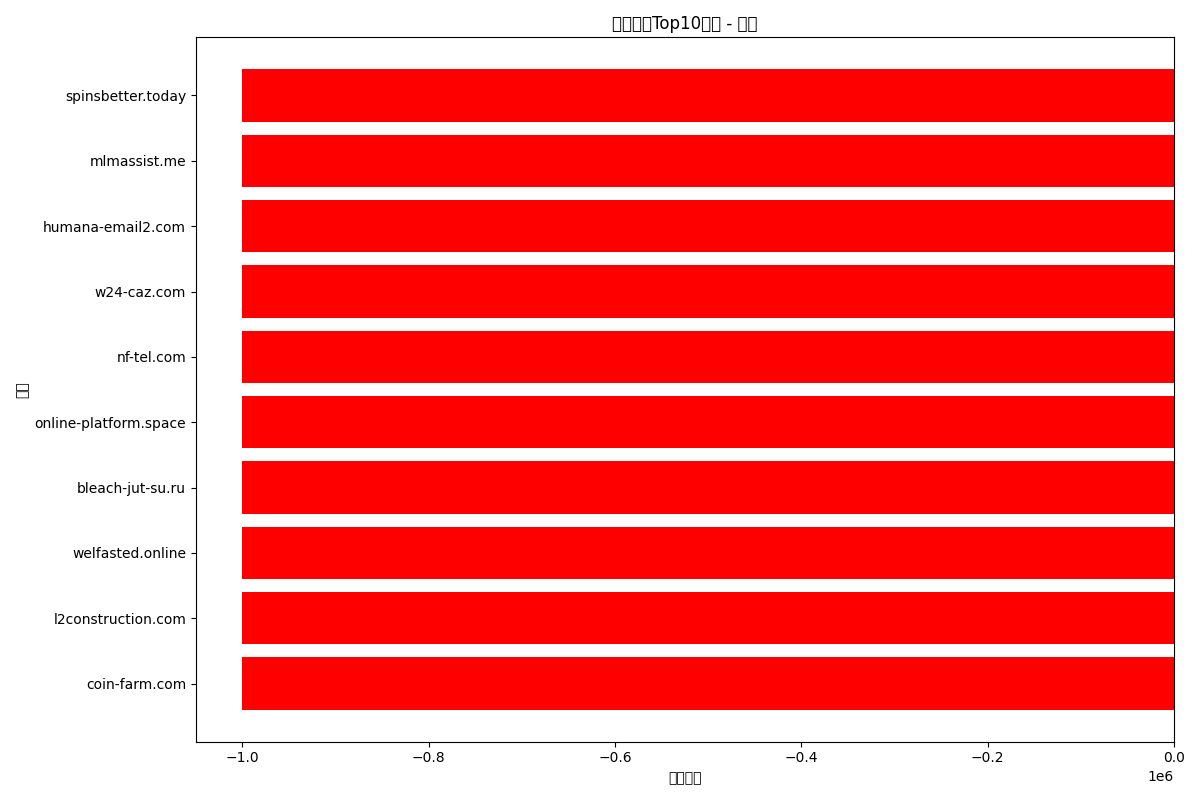 Top10 -
spinsbetter.today
mlmassist.me
humana-email2.com
w24-caz.com
nf-tel.com
online-platform.space
bleach-jut-su.ru
welfasted.online
l2construction.com
coin-farm.com
−1.0 −0.8 −0.6 −0.4 −0.2 0.0
1e6